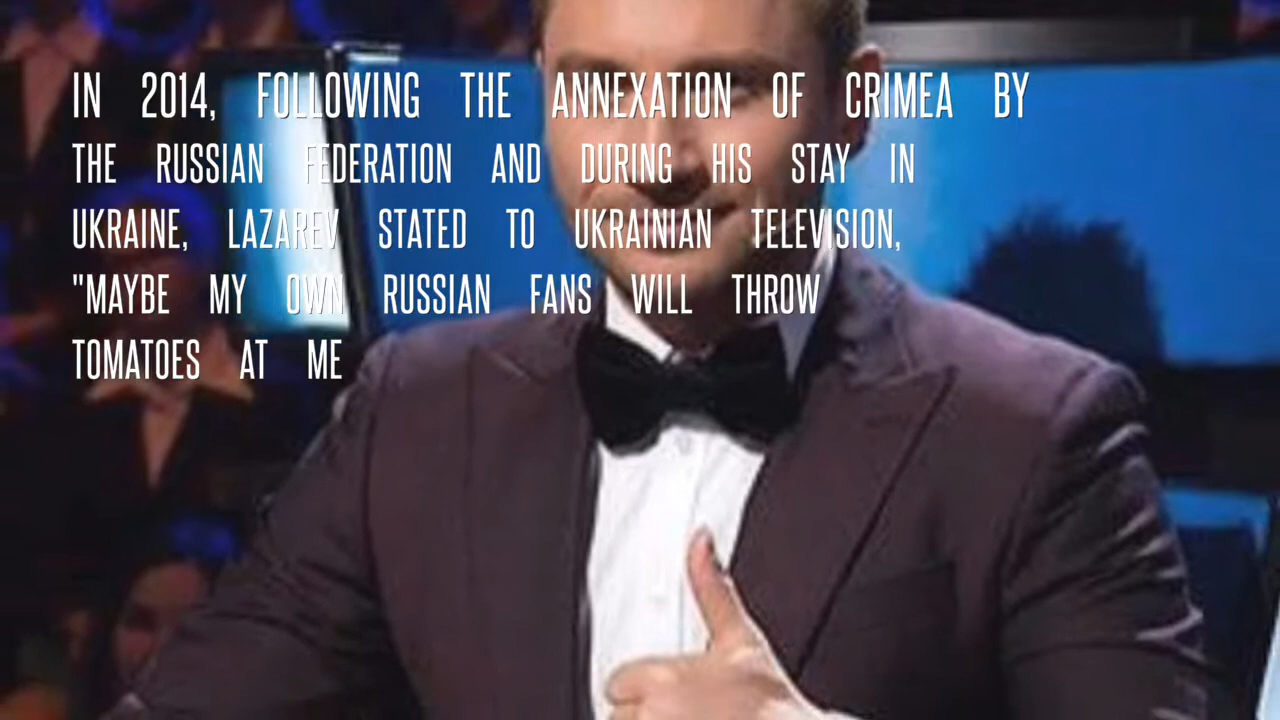 IN 2014, FOLLOWING THE ANNEXATION OF CRIMEA BY
THE RUSSIAN FEDERATION AND DURING HIS STAY IN
UKRAINE, LAZAREV STATED TO UKRAINIAN TELEVISION,
"MAYBE MY OWN RUSSIAN FANS WILL THROW
TOMATOES AT ME